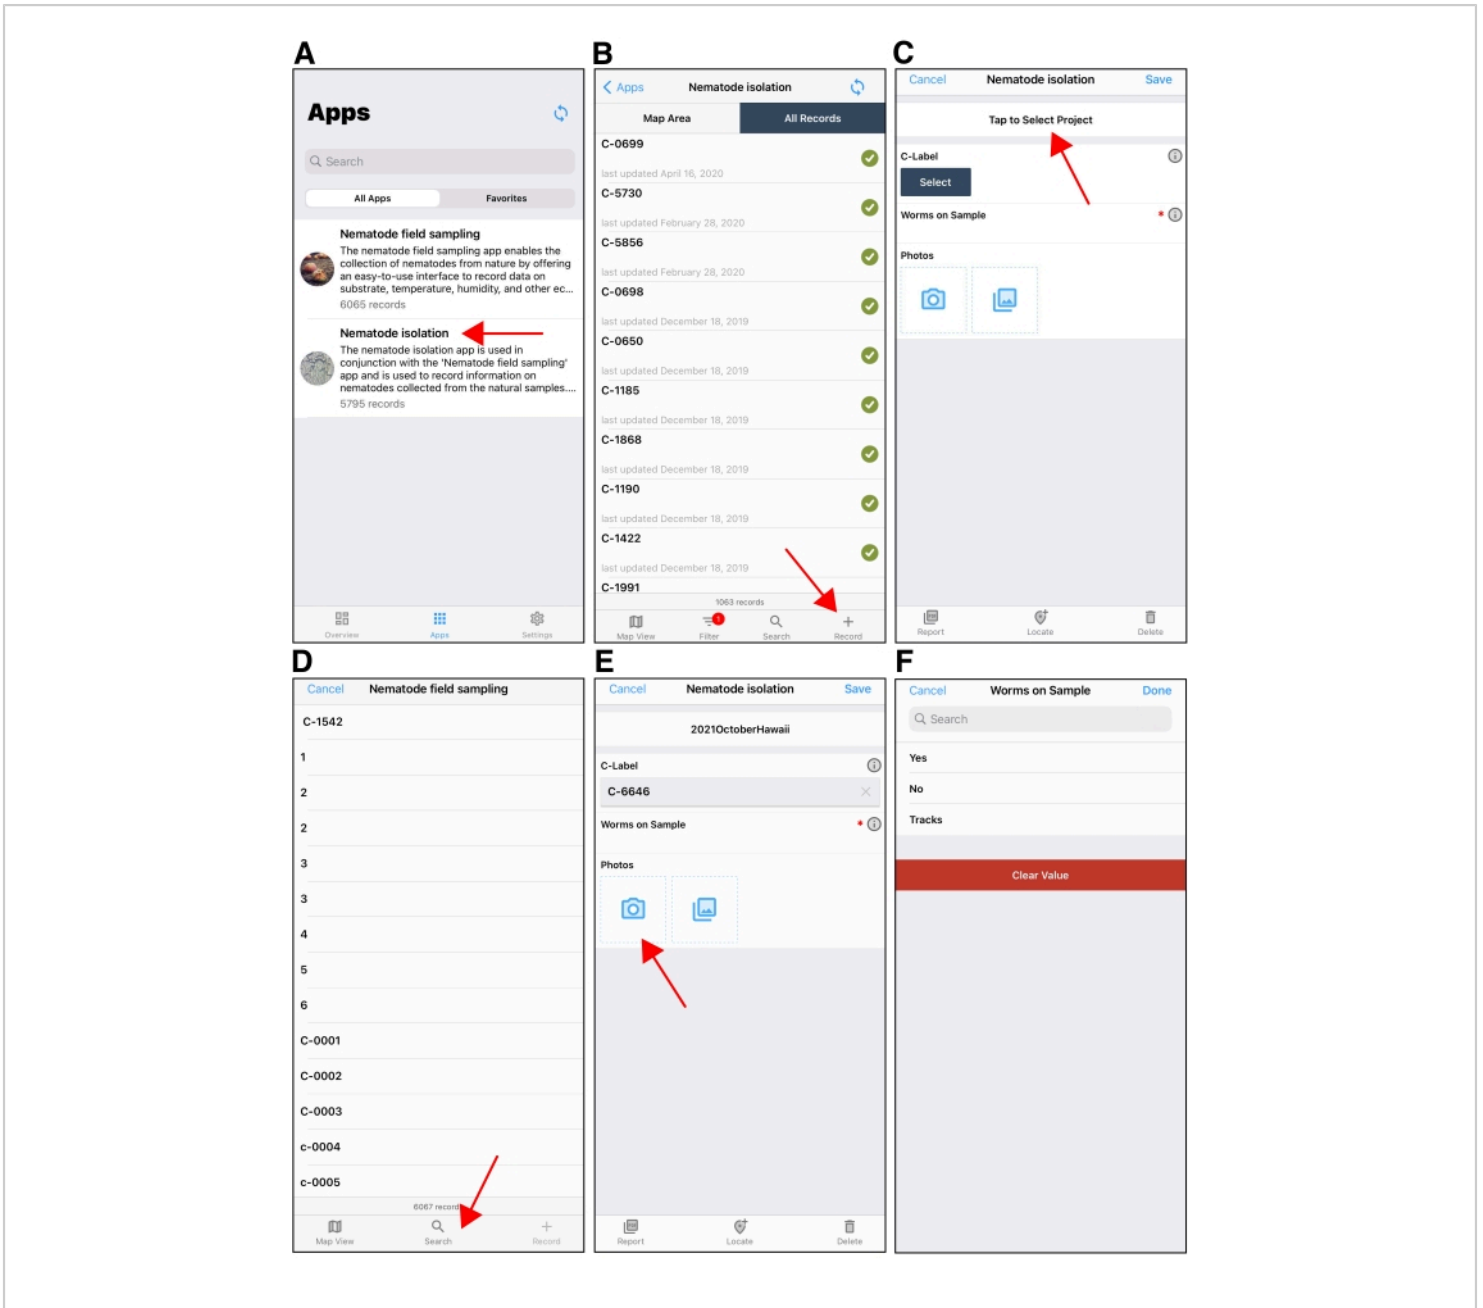 A
Apps
Search
All Apps
Favorites
Nematode field sampling
The nematode field sampling app enables the
collection of nematodes from nature by offering
an easy-to-use interface to record data on
substrate, temperature, humidity, and other ec...
6065 records
Nematode isolation
The nematode isolation app is used in
conjunction with the 'Nematode field sampling'
app and is used to record information on
nematodes collected from the natural samples....
5795 records
Overview
Apps
Settings
B
Apps
Nematode isolation
Map Area
All Records
C-0699
last updated April 16, 2020
C-5730
last updated February 28, 2020
C-5856
last updated February 28, 2020
C-0698
last updated December 18, 2019
C-0650
last updated December 18, 2019
C-1185
last updated December 18, 2019
C-1868
last updated December 18, 2019
C-1190
last updated December 18, 2019
C-1422
last updated December 18, 2019
C-1991
1063 records
Map View
Filter
1
Search
Record
C
Cancel
Nematode isolation
Save
Tap to Select Project
C-Label
Select
Worms on Sample
*
Photos
Report
Locate
Delete
D
Cancel
Nematode field sampling
C-1542
1
2
2
3
3
4
5
6
C-0001
C-0002
C-0003
c-0004
c-0005
6067 record
Map View
Search
Record
E
Cancel
Nematode isolation
Save
2021OctoberHawaii
C-Label
C-6646
Worms on Sample
*
Photos
Report
Locate
Delete
F
Cancel
Worms on Sample
Done
Search
Yes
No
Tracks
Clear Value